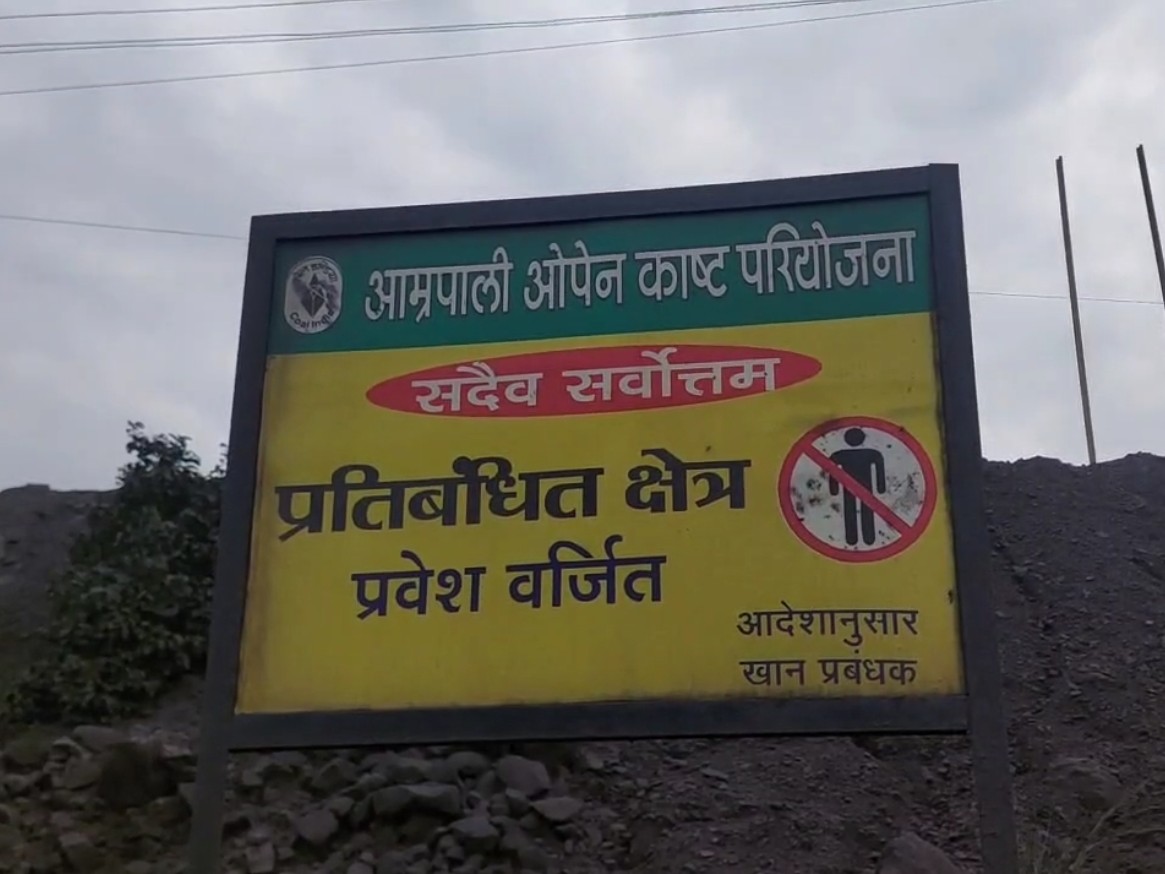 आम्रपाली ओपेन काष्ट परियोजना
सदैव सर्वोत्तम
प्रतिबंधित क्षेत्र
प्रवेश वर्जित
आदेशानुसार
खान प्रबंधक